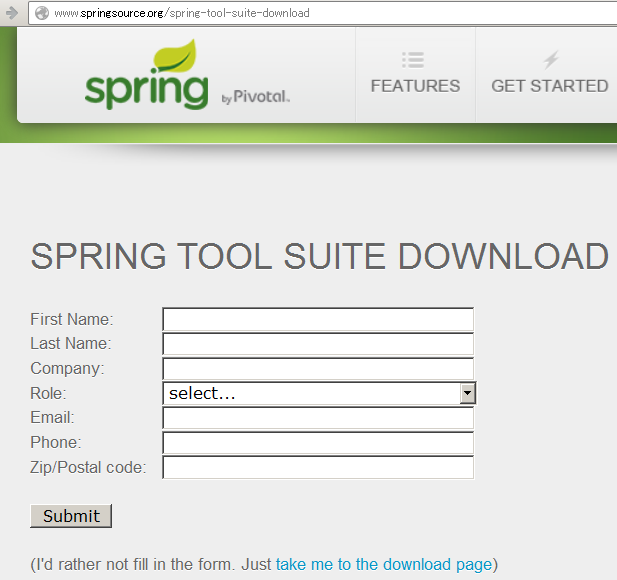 www.springsource.org/spring-tool-suite-download
spring by Pivotal™
FEATURES
GET STARTED
SPRING TOOL SUITE DOWNLOAD
First Name:
Last Name:
Company:
Role: select...
Email:
Phone:
Zip/Postal code:
Submit
(I'd rather not fill in the form. Just take me to the download page)